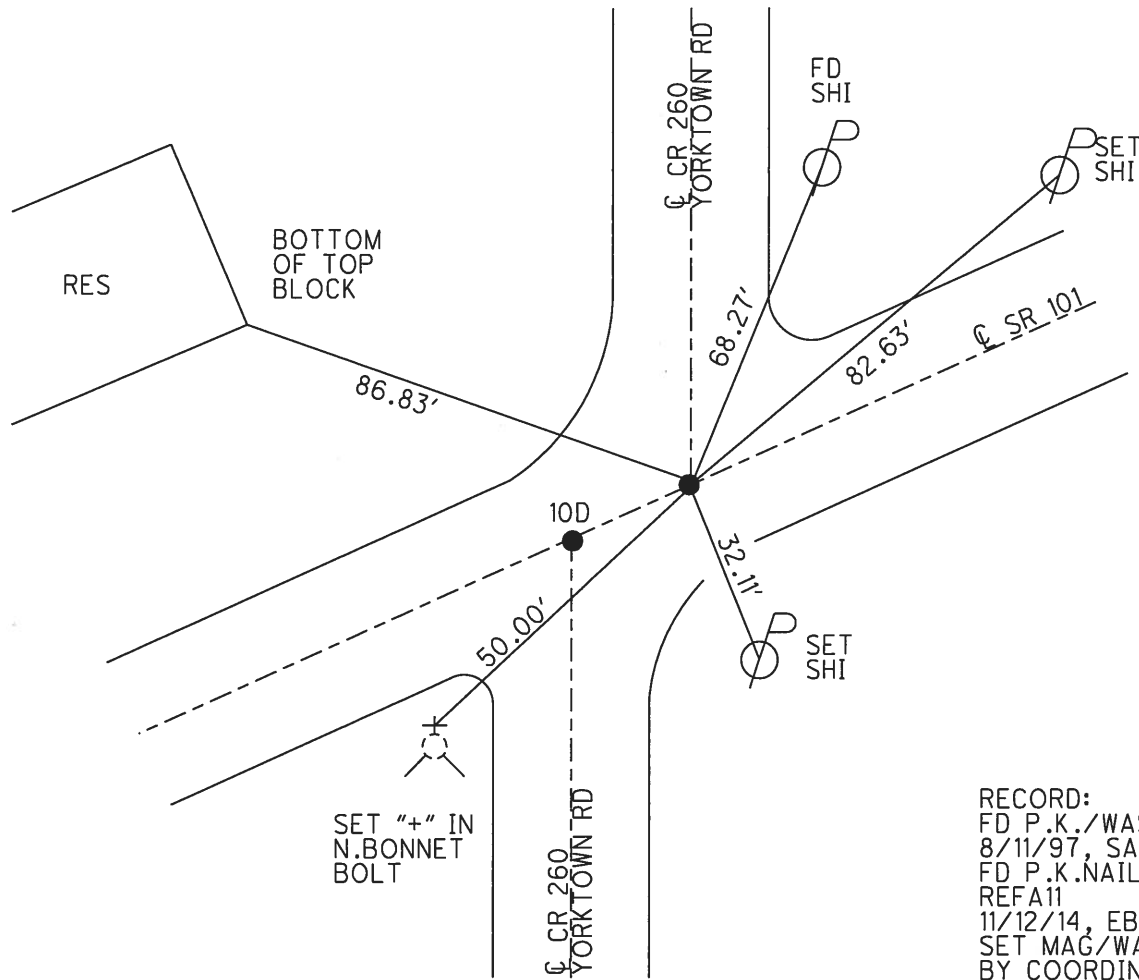 ℄ CR 260
YORKTOWN RD
FD
SHI
SET
SHI
BOTTOM
OF TOP
BLOCK
RES
68.27'
82.63'
℄ SR 101
86.83'
10D
32.11'
50.00'
SET
SHI
SET "+" IN
N.BONNET
BOLT
℄ CR 260
YORKTOWN RD
RECORD:
FD P.K./WAS
8/11/97, SA
FD P.K.NAIL
REFA11
11/12/14, EB
SET MAG/WA
BY COORDIN